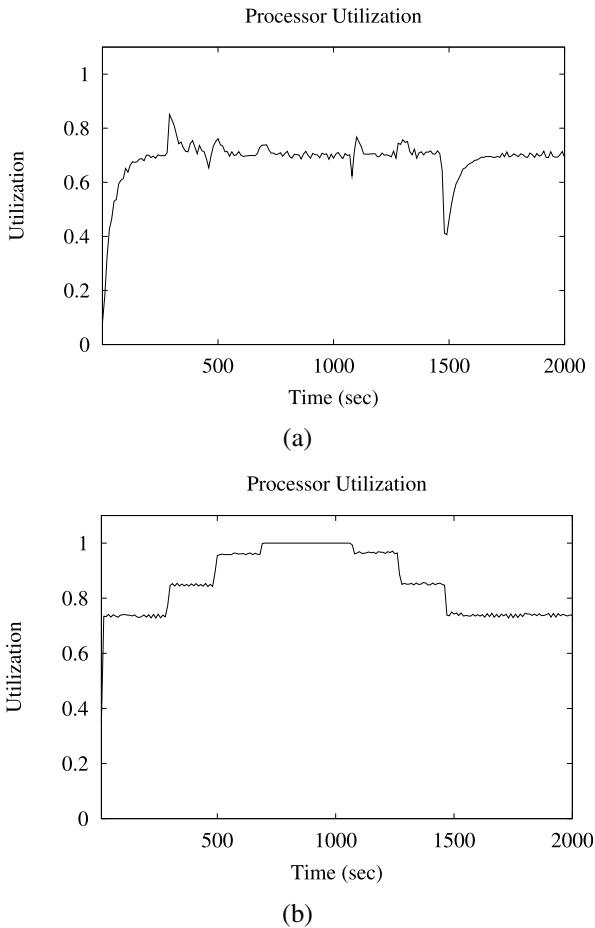 Processor Utilization
1
0.8
0.6
0.4
0.2
0
Utilization
500 1000 1500 2000
Time (sec)
(a)
Processor Utilization
1
0.8
0.6
0.4
0.2
0
Utilization
500 1000 1500 2000
Time (sec)
(b)